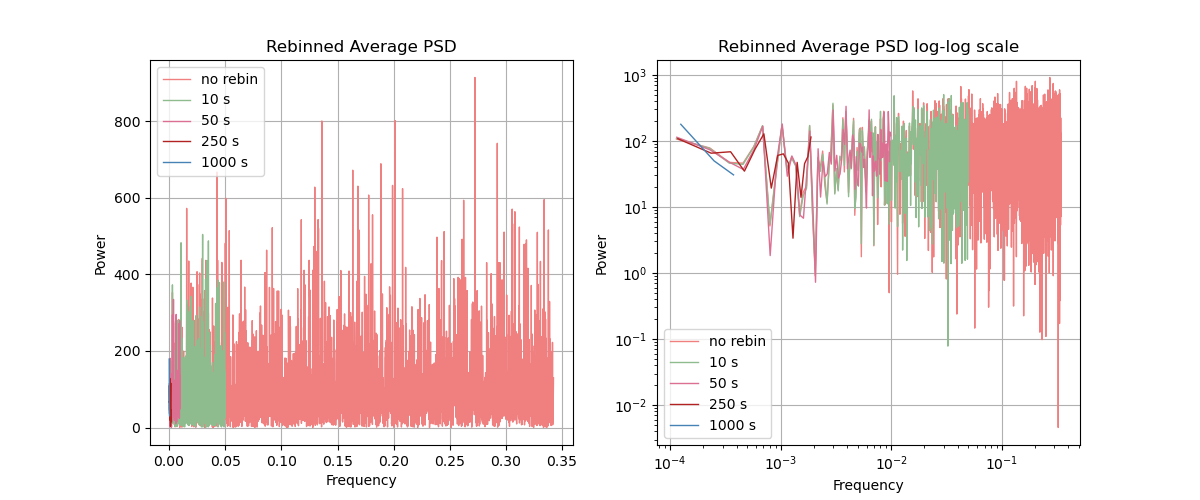 Rebinned Average PSD
no rebin
10 s
50 s
250 s
1000 s
Power
800
600
400
200
0
0.00 0.05 0.10 0.15 0.20 0.25 0.30 0.35
Frequency
Rebinned Average PSD log-log scale
Power
10³
10²
10¹
10⁰
10⁻¹
10⁻²
no rebin
10 s
50 s
250 s
1000 s
10⁻⁴ 10⁻³ 10⁻² 10⁻¹
Frequency